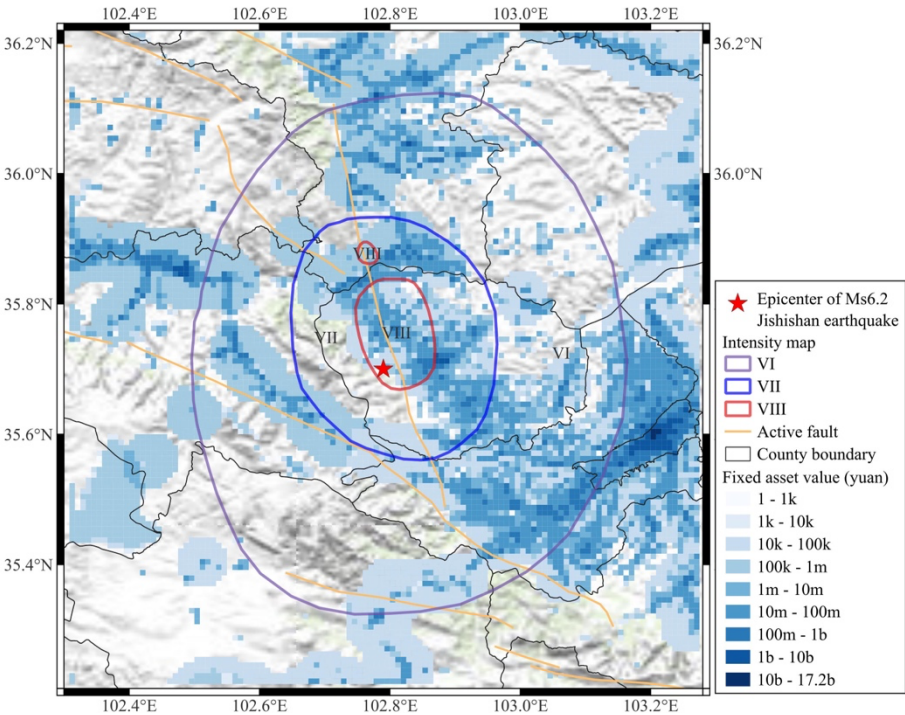 102.4°E 102.6°E 102.8°E 103.0°E 103.2°E
36.2°N 36.2°N
36.0°N 36.0°N
VIII
35.8°N
VII VIII VI
35.6°N
35.4°N
102.4°E 102.6°E 102.8°E 103.0°E 103.2°E
Epicenter of Ms6.2
Jishishan earthquake
Intensity map
VI
VII
VIII
Active fault
County boundary
Fixed asset value (yuan)
1 - 1k
1k - 10k
10k - 100k
100k - 1m
1m - 10m
10m - 100m
100m - 1b
1b - 10b
10b - 17.2b